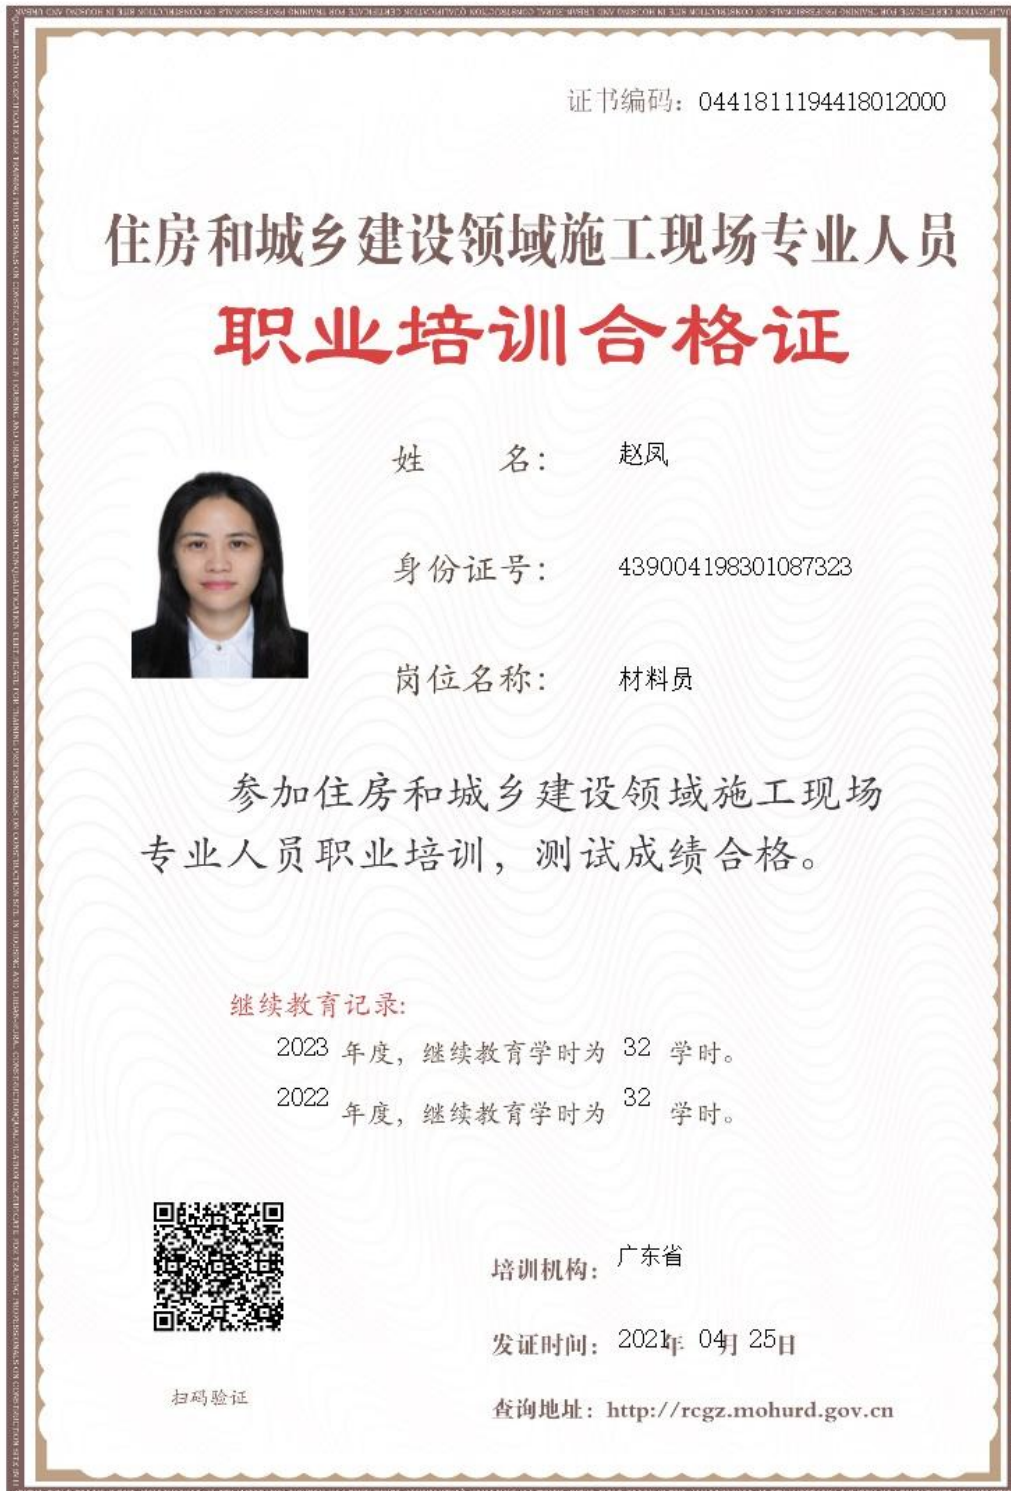 证书编码：0441811194418012000
住房和城乡建设领域施工现场专业人员
职业培训合格证
姓 名： 赵凤
身份证号： 439004198301087323
岗位名称： 材料员
参加住房和城乡建设领域施工现场
专业人员职业培训，测试成绩合格。
继续教育记录:
2023 年度，继续教育学时为 32 学时。
2022 年度，继续教育学时为 32 学时。
培训机构： 广东省
发证时间： 2021年 04月 25日
扫码验证
查询地址：http://rcgz.mohurd.gov.cn